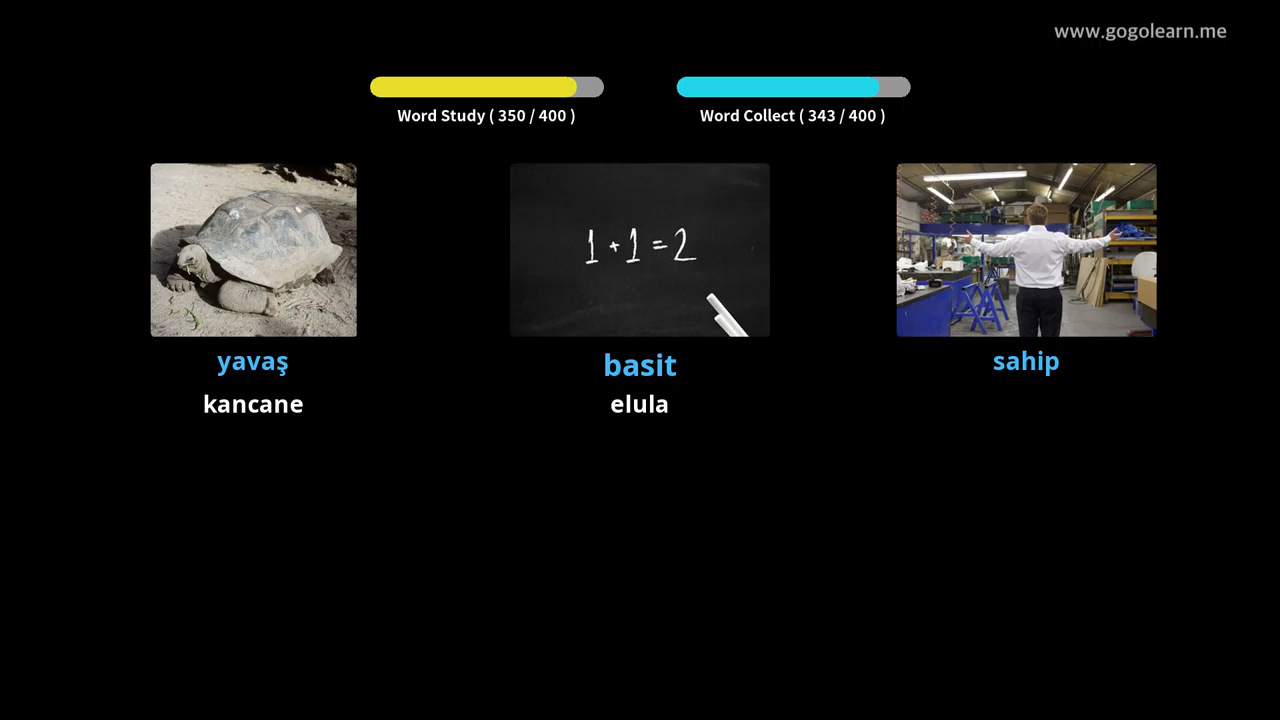 www.gogolearn.me
Word Study ( 350 / 400 )
Word Collect ( 343 / 400 )
1 + 1 = 2
yavaş
basit
sahip
kancane
elula